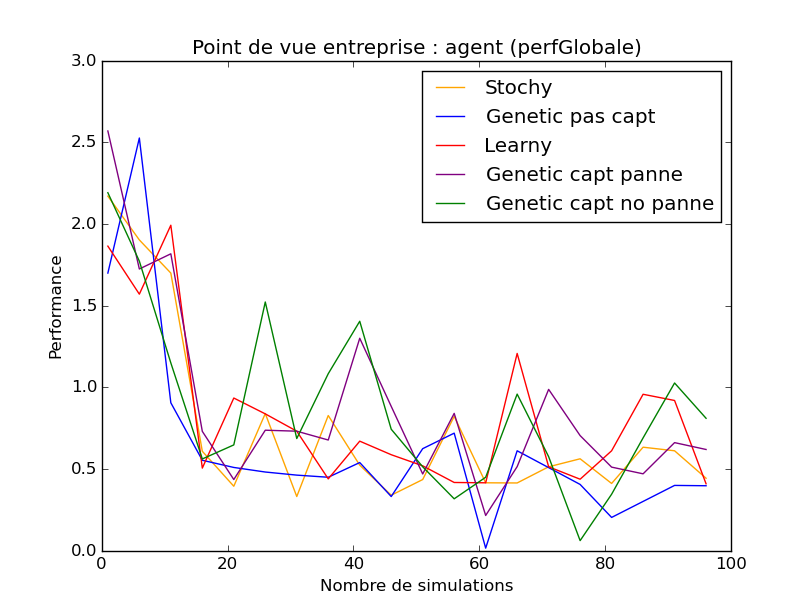 Point de vue entreprise : agent (perfGlobale)
3.0
2.5
2.0
1.5
1.0
0.5
0.0
Performance
Stochy
Genetic pas capt
Learny
Genetic capt panne
Genetic capt no panne
0 20 40 60 80 100
Nombre de simulations